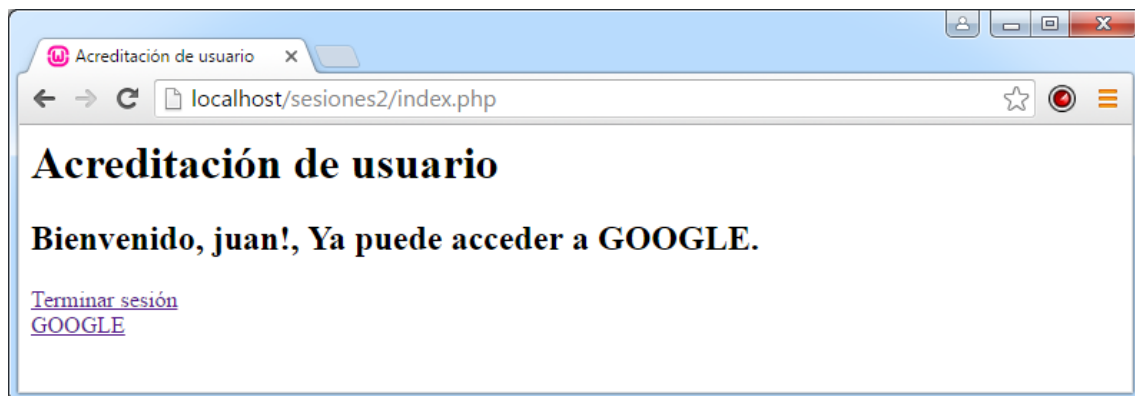 Acreditación de usuario
localhost/sesiones2/index.php
Acreditación de usuario
Bienvenido, juan!, Ya puede acceder a GOOGLE.
Terminar sesión
GOOGLE